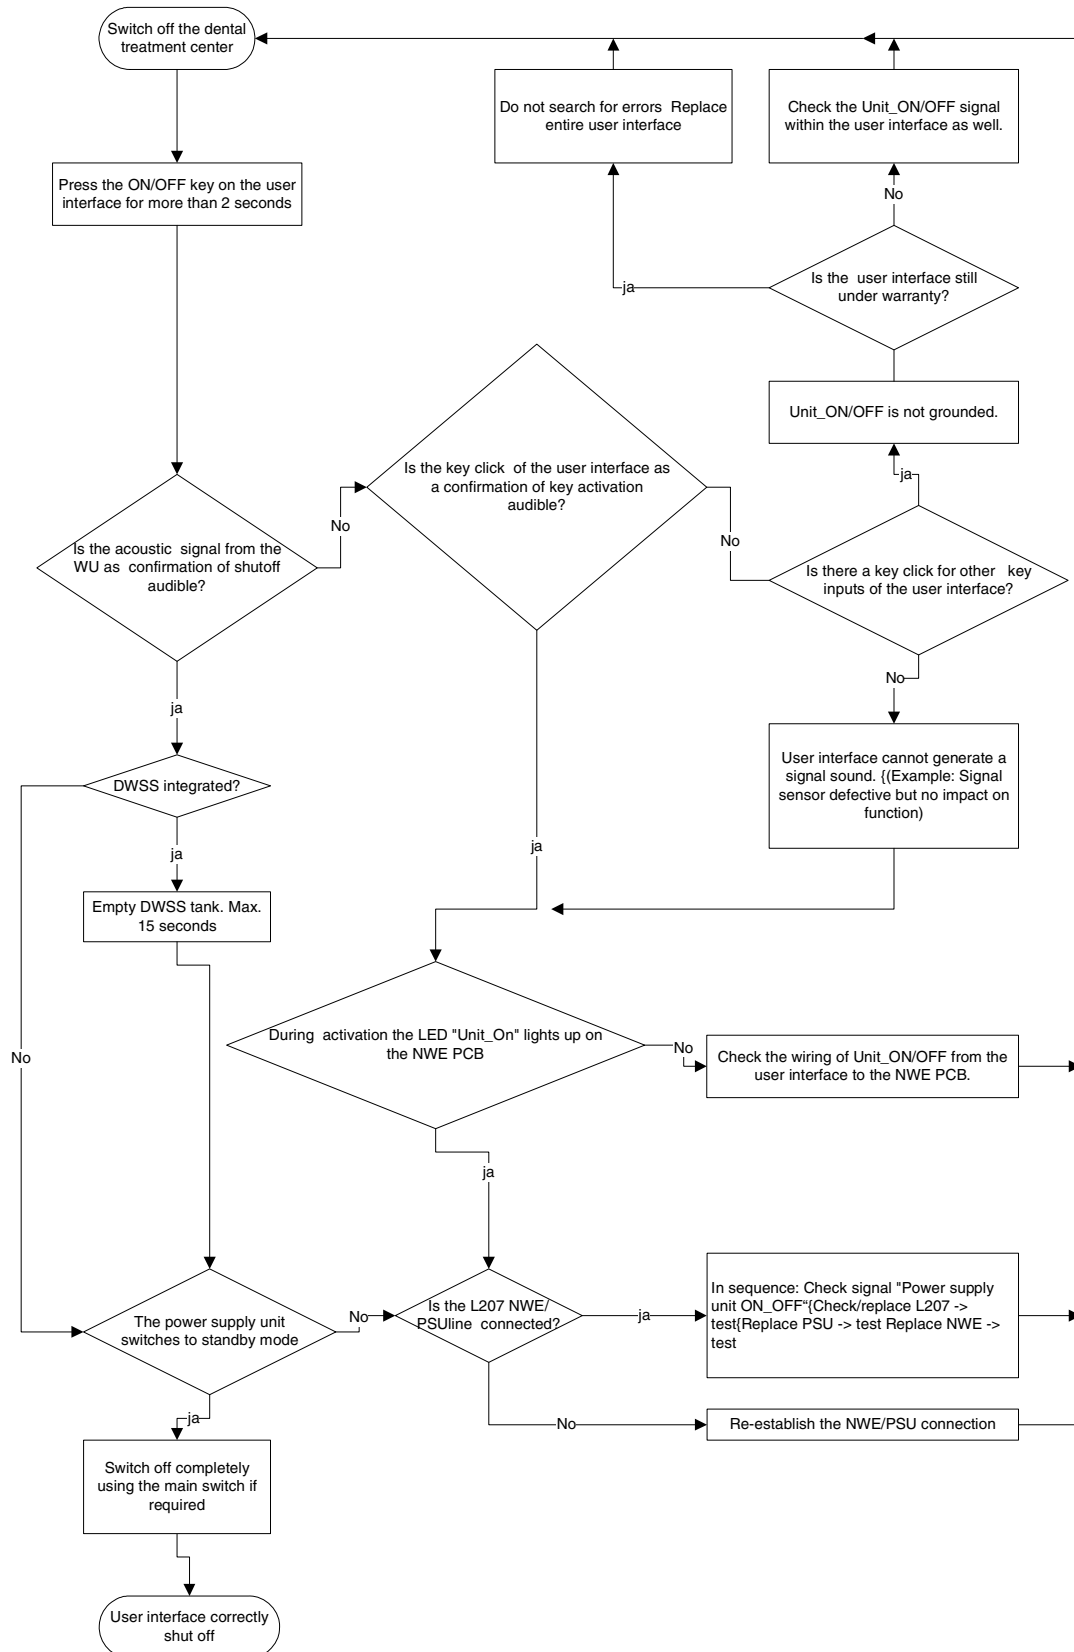 Switch off the dental
treatment center
Do not search for errors  Replace
entire user interface
Check the Unit_ON/OFF signal
within the user interface as well.
Press the ON/OFF key on the user
interface for more than 2 seconds
No
Is the  user interface still
under warranty?
ja
Unit_ON/OFF is not grounded.
ja
Is the key click  of the user interface as
a confirmation of key activation
audible?
No
No
Is the acoustic  signal from the
WU as  confirmation of shutoff
audible?
Is there a key click for other   key
inputs of the user interface?
No
ja
User interface cannot generate a
signal sound. {(Example: Signal
sensor defective but no impact on
function)
DWSS integrated?
ja
ja
Empty DWSS tank. Max.
15 seconds
During  activation the LED "Unit_On" lights up on
the NWE PCB
No
No
Check the wiring of Unit_ON/OFF from the
user interface to the NWE PCB.
ja
The power supply unit
switches to standby mode
No
Is the L207 NWE/
PSUline  connected?
ja
In sequence: Check signal "Power supply
unit ON_OFF“{Check/replace L207 ->
test{Replace PSU -> test Replace NWE ->
test
ja
No
Re-establish the NWE/PSU connection
Switch off completely
using the main switch if
required
User interface correctly
shut off